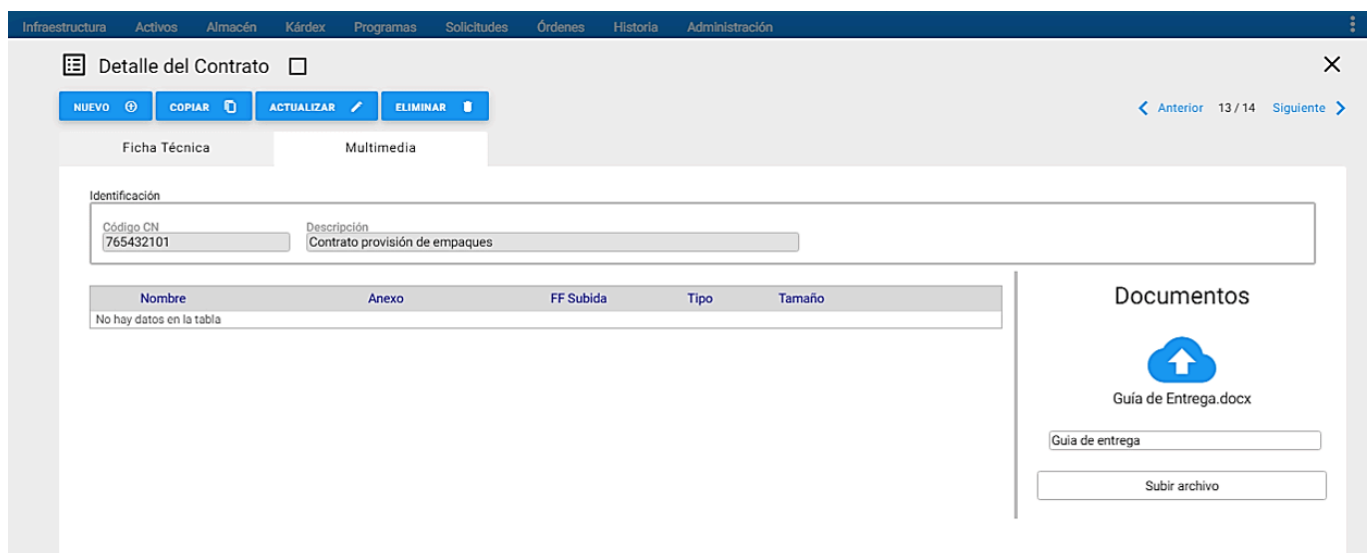 Infraestructura Activos Almacén Kárdex Programas Solicitudes Órdenes Historia Administración
Detalle del Contrato
NUEVO COPIAR ACTUALIZAR ELIMINAR
Anterior 13 / 14 Siguiente
Ficha Técnica Multimedia
Identificación
Código CN Descripción
765432101 Contrato provisión de empaques
Nombre Anexo FF Subida Tipo Tamaño
No hay datos en la tabla
Documentos
Guía de Entrega.docx
Guia de entrega
Subir archivo